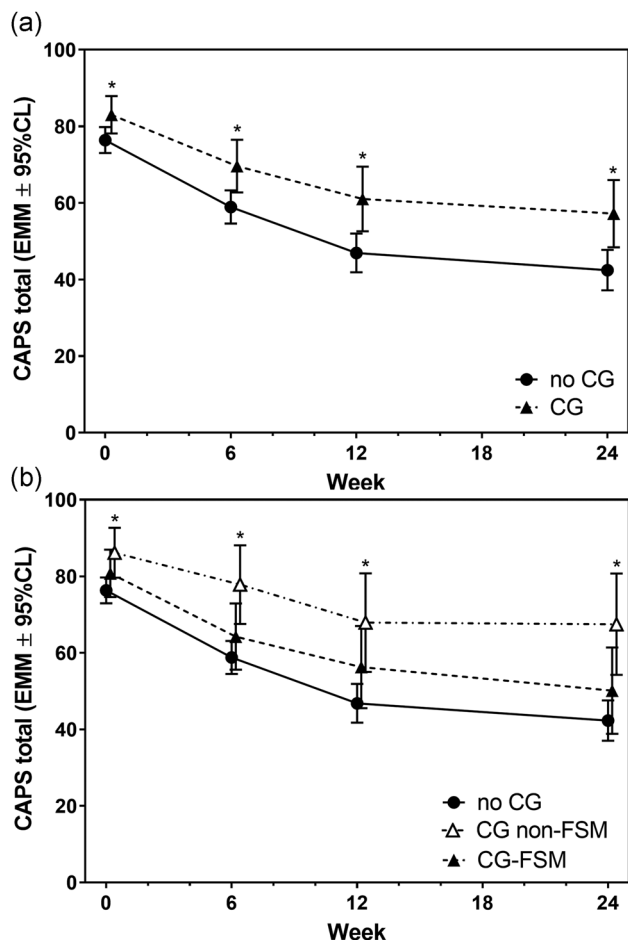 (a)
100
80
60
40
20
0
CAPS total (EMM ± 95%CL)
* * * *
no CG
CG
0 6 12 18 24
Week
(b)
100
80
60
40
20
0
CAPS total (EMM ± 95%CL)
* * * *
no CG
CG non-FSM
CG-FSM
0 6 12 18 24
Week